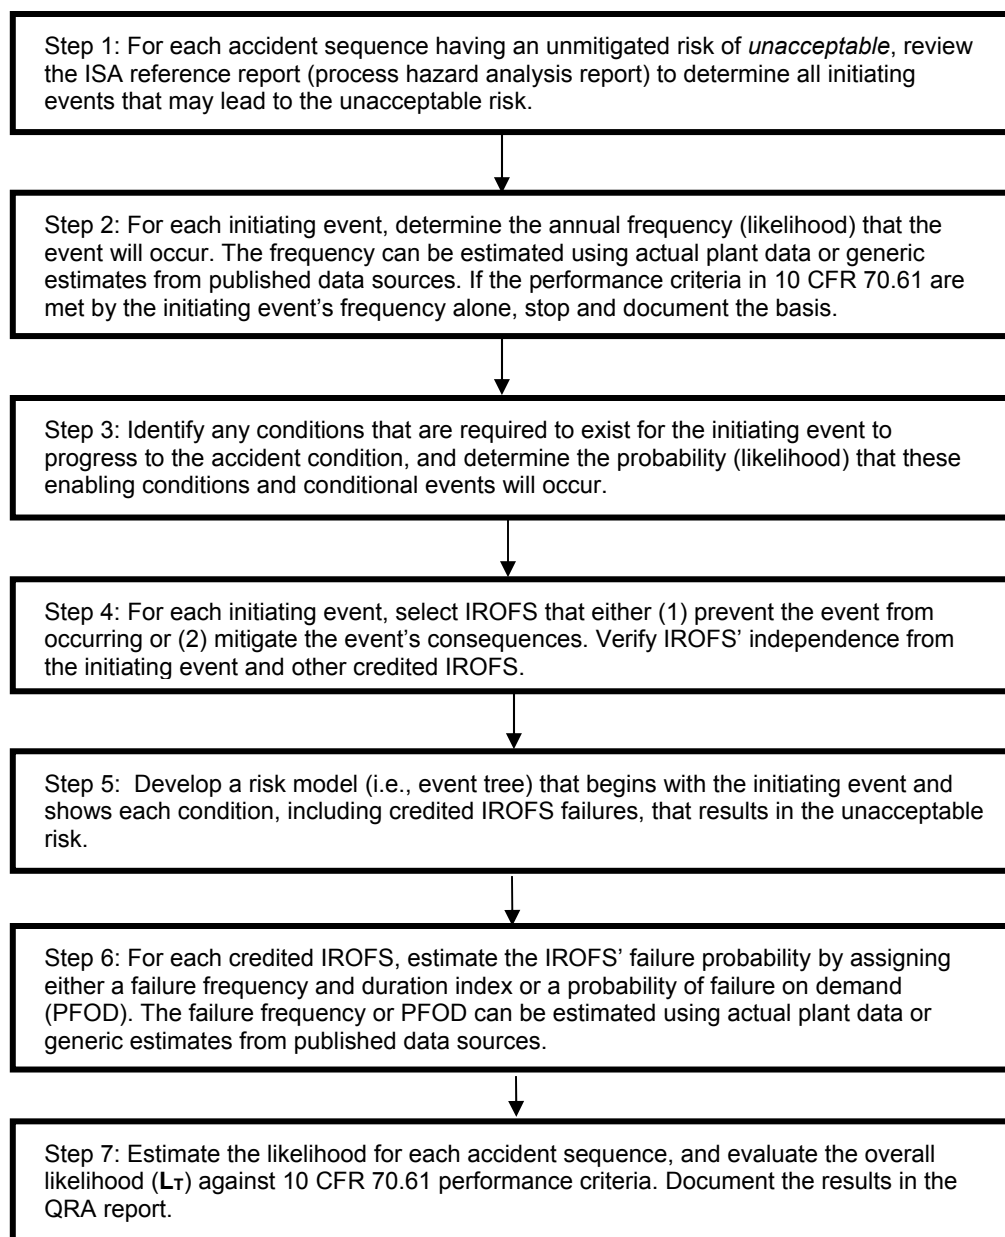 Step 1: For each accident sequence having an unmitigated risk of unacceptable, review
the ISA reference report (process hazard analysis report) to determine all initiating
events that may lead to the unacceptable risk.
Step 2: For each initiating event, determine the annual frequency (likelihood) that the
event will occur. The frequency can be estimated using actual plant data or generic
estimates from published data sources. If the performance criteria in 10 CFR 70.61 are
met by the initiating event’s frequency alone, stop and document the basis.
Step 3: Identify any conditions that are required to exist for the initiating event to
progress to the accident condition, and determine the probability (likelihood) that these
enabling conditions and conditional events will occur.
Step 4: For each initiating event, select IROFS that either (1) prevent the event from
occurring or (2) mitigate the event’s consequences. Verify IROFS’ independence from
the initiating event and other credited IROFS.
Step 5: Develop a risk model (i.e., event tree) that begins with the initiating event and
shows each condition, including credited IROFS failures, that results in the unacceptable
risk.
Step 6: For each credited IROFS, estimate the IROFS’ failure probability by assigning
either a failure frequency and duration index or a probability of failure on demand
(PFOD). The failure frequency or PFOD can be estimated using actual plant data or
generic estimates from published data sources.
Step 7: Estimate the likelihood for each accident sequence, and evaluate the overall
likelihood (LT) against 10 CFR 70.61 performance criteria. Document the results in the
QRA report.